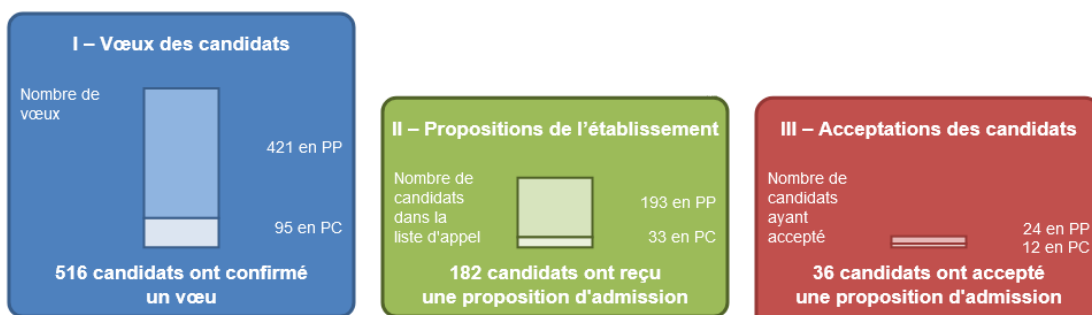 I – Vœux des candidats
Nombre de
vœux
421 en PP
95 en PC
516 candidats ont confirmé
un vœu
II – Propositions de l'établissement
Nombre de
candidats
dans la
liste d'appel
193 en PP
33 en PC
182 candidats ont reçu
une proposition d'admission
III – Acceptations des candidats
Nombre de
candidats
ayant
accepté
24 en PP
12 en PC
36 candidats ont accepté
une proposition d'admission